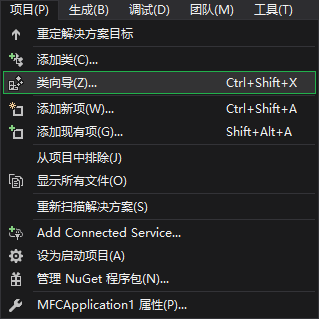 项目(P) 生成(B) 调试(D) 团队(M) 工具(T)
重定解决方案目标
添加类(C)...
类向导(Z)... Ctrl+Shift+X
添加新项(W)... Ctrl+Shift+A
添加现有项(G)... Shift+Alt+A
从项目中排除(J)
显示所有文件(O)
重新扫描解决方案(S)
Add Connected Service...
设为启动项目(A)
管理 NuGet 程序包(N)...
MFCApplication1 属性(P)...